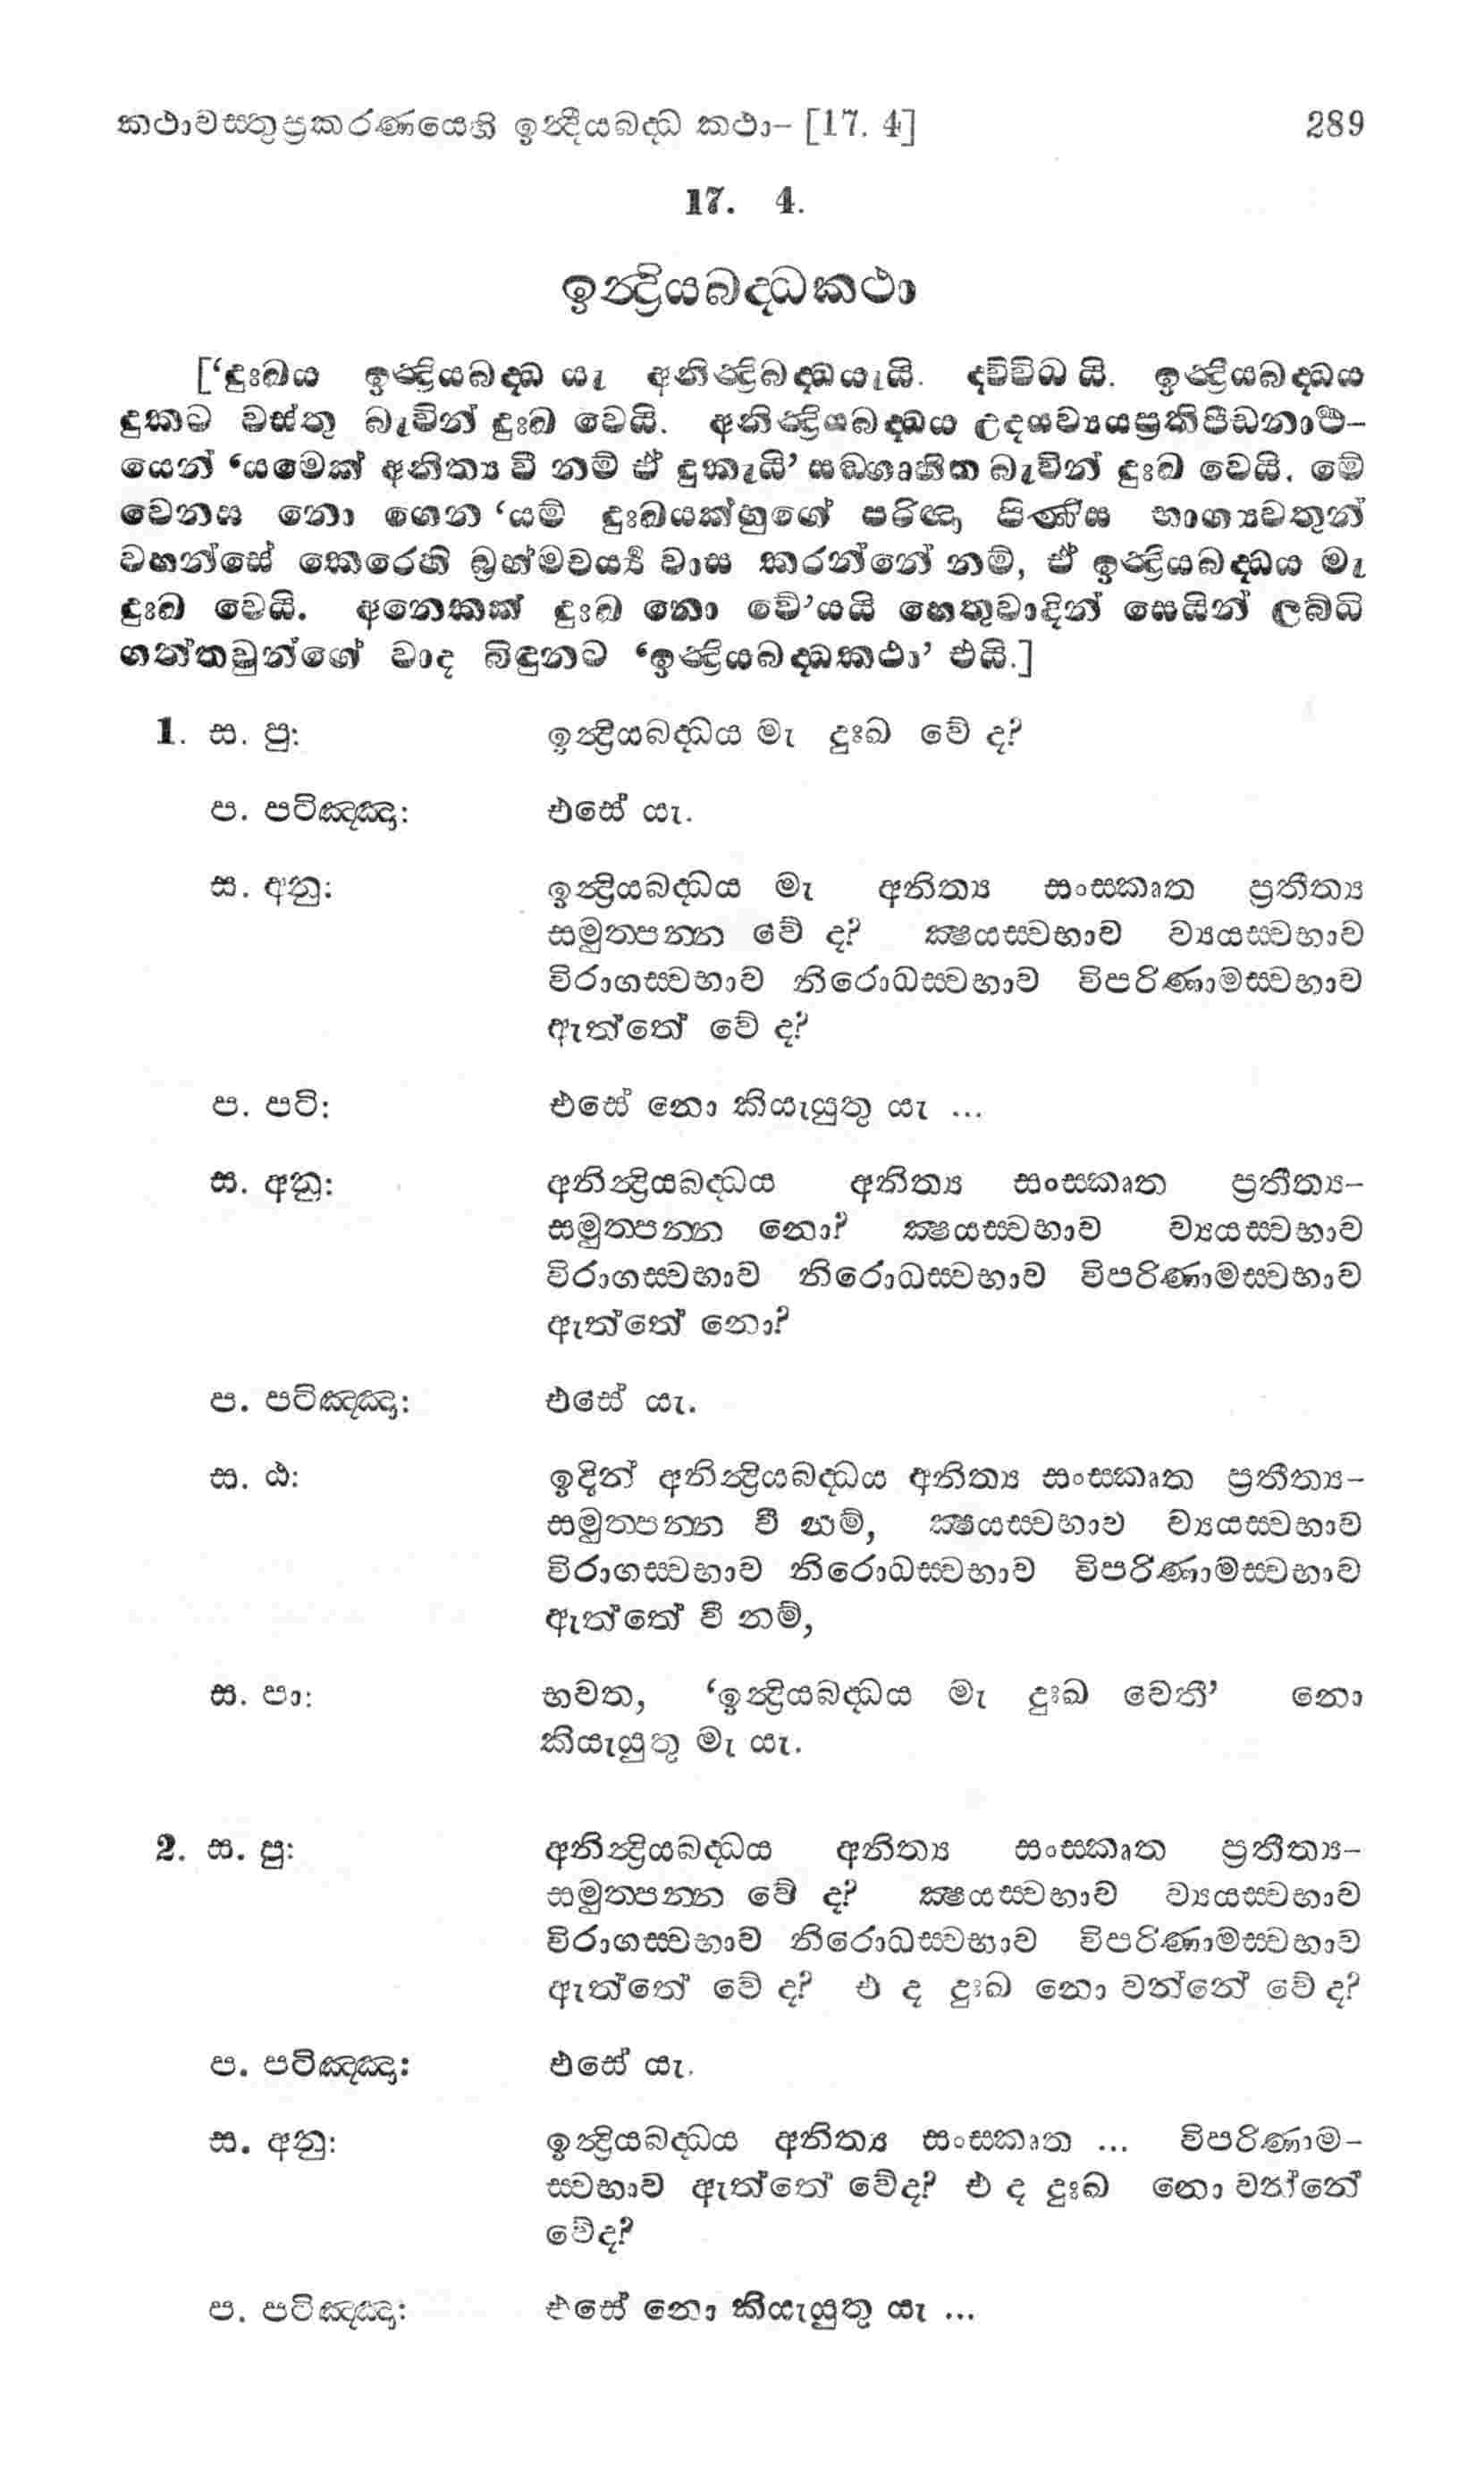 කථාවස්තුප්‍රකරණයෙහි ඉන්ද්‍රීයබද්ධ කථා– [17. 4] 289
17. 4.
ඉන්ද්‍රියබද්ධකථා
[‘දුඃඛය ඉන්ද්‍රියබද්ධ යැ අනින්ද්‍රිබද්ධයැයි. ද්විවිධ යි. ඉන්ද්‍රියබද්ධය
දුකට වස්තු බැවින් දුඃඛ වෙයි. අනින්ද්‍රියබද්ධය උදයව්‍යයප්‍රතිපීඩනාර්‍ථ–
යෙන් ‘යමෙක් අනිත්‍ය වී නම් ඒ දුකැයි’ සඞ්ගෘහිත බැවින් දුඃඛ වෙයි. මේ
වෙනස නො ගෙන ‘යම් දුඃඛයක්හුගේ පරිඥා පිණිස භාග්‍යවතුන්
වහන්සේ කෙරෙහි බ්‍රහ්මචර්‍ය්‍ය වාස කරන්නේ නම්, ඒ ඉන්ද්‍රියබද්ධය මැ
දුඃඛ වෙයි. අනෙකක් දුඃඛ නො වේ’යයි හෙතුවාදින් සෙයින් ලබ්ධි
ගත්තවුන්ගේ වාද බිඳුනට ‘ඉන්ද්‍රියබද්ධකථා’ එයි.]
1. ස. පු: ඉන්ද්‍රියබද්ධය මැ දුඃඛ වේ ද?
ප. පටිඤ්ඤා: එසේ යැ.
ස. අනු: ඉන්ද්‍රියබද්ධය මැ අනිත්‍ය සංස්කෘත ප්‍රතීත්‍ය
සමුත්පන්න වේ ද? ක්‍ෂයස්වභාව ව්‍යයස්වභාව
විරාගස්වභාව නිරොධස්වභාව විපරිණාමස්වභාව
ඇත්තේ වේ ද?
ප. පටි: එසේ නො කියැයුතු යැ ...
ස. අනු: අනින්ද්‍රියබද්ධය අනිත්‍ය සංස්කෘත ප්‍රතීත්‍ය–
සමුත්පන්න නො? ක්‍ෂයස්වභාව ව්‍යයස්වභාව
විරාගස්වභාව නිරොධස්වභාව විපරිණාමස්වභාව
ඇත්තේ නො?
ප. පටිඤ්ඤා: එසේ යැ.
ස. ඨ: ඉදින් අනින්ද්‍රියබද්ධය අනිත්‍ය සංස්කෘත ප්‍රතීත්‍ය–
සමුත්පන්න වී නම්, ක්‍ෂයස්වභාව ව්‍යයස්වභාව
විරාගස්වභාව නිරොධස්වභාව විපරිණාමස්වභාව
ඇත්තේ වී නම්,
ස. පා: භවත, ‘ඉන්ද්‍රියබද්ධය මැ දුඃඛ වෙති’ නො
කියැයුතු මැ යැ.
2. ස. පු: අනින්ද්‍රියබද්ධය අනිත්‍ය සංස්කෘත ප්‍රතීත්‍ය–
සමුත්පන්න වේ ද? ක්‍ෂයස්වභාව ව්‍යයස්වභාව
විරාගස්වභාව නිරොධස්වභාව විපරිණාමස්වභාව
ඇත්තේ වේ ද? එ ද දුඃඛ නො වන්නේ වේ ද?
ප. පටිඤ්ඤා: එසේ යැ.
ස. අනු: ඉන්ද්‍රියබද්ධය අනිත්‍ය සංස්කෘත ... විපරිණාම–
ස්වභාව ඇත්තේ වේද? එ ද දුඃඛ නො වන්නේ
වේද?
ප. පටිඤ්ඤා: එසේ නො කියැයුතු යැ ...